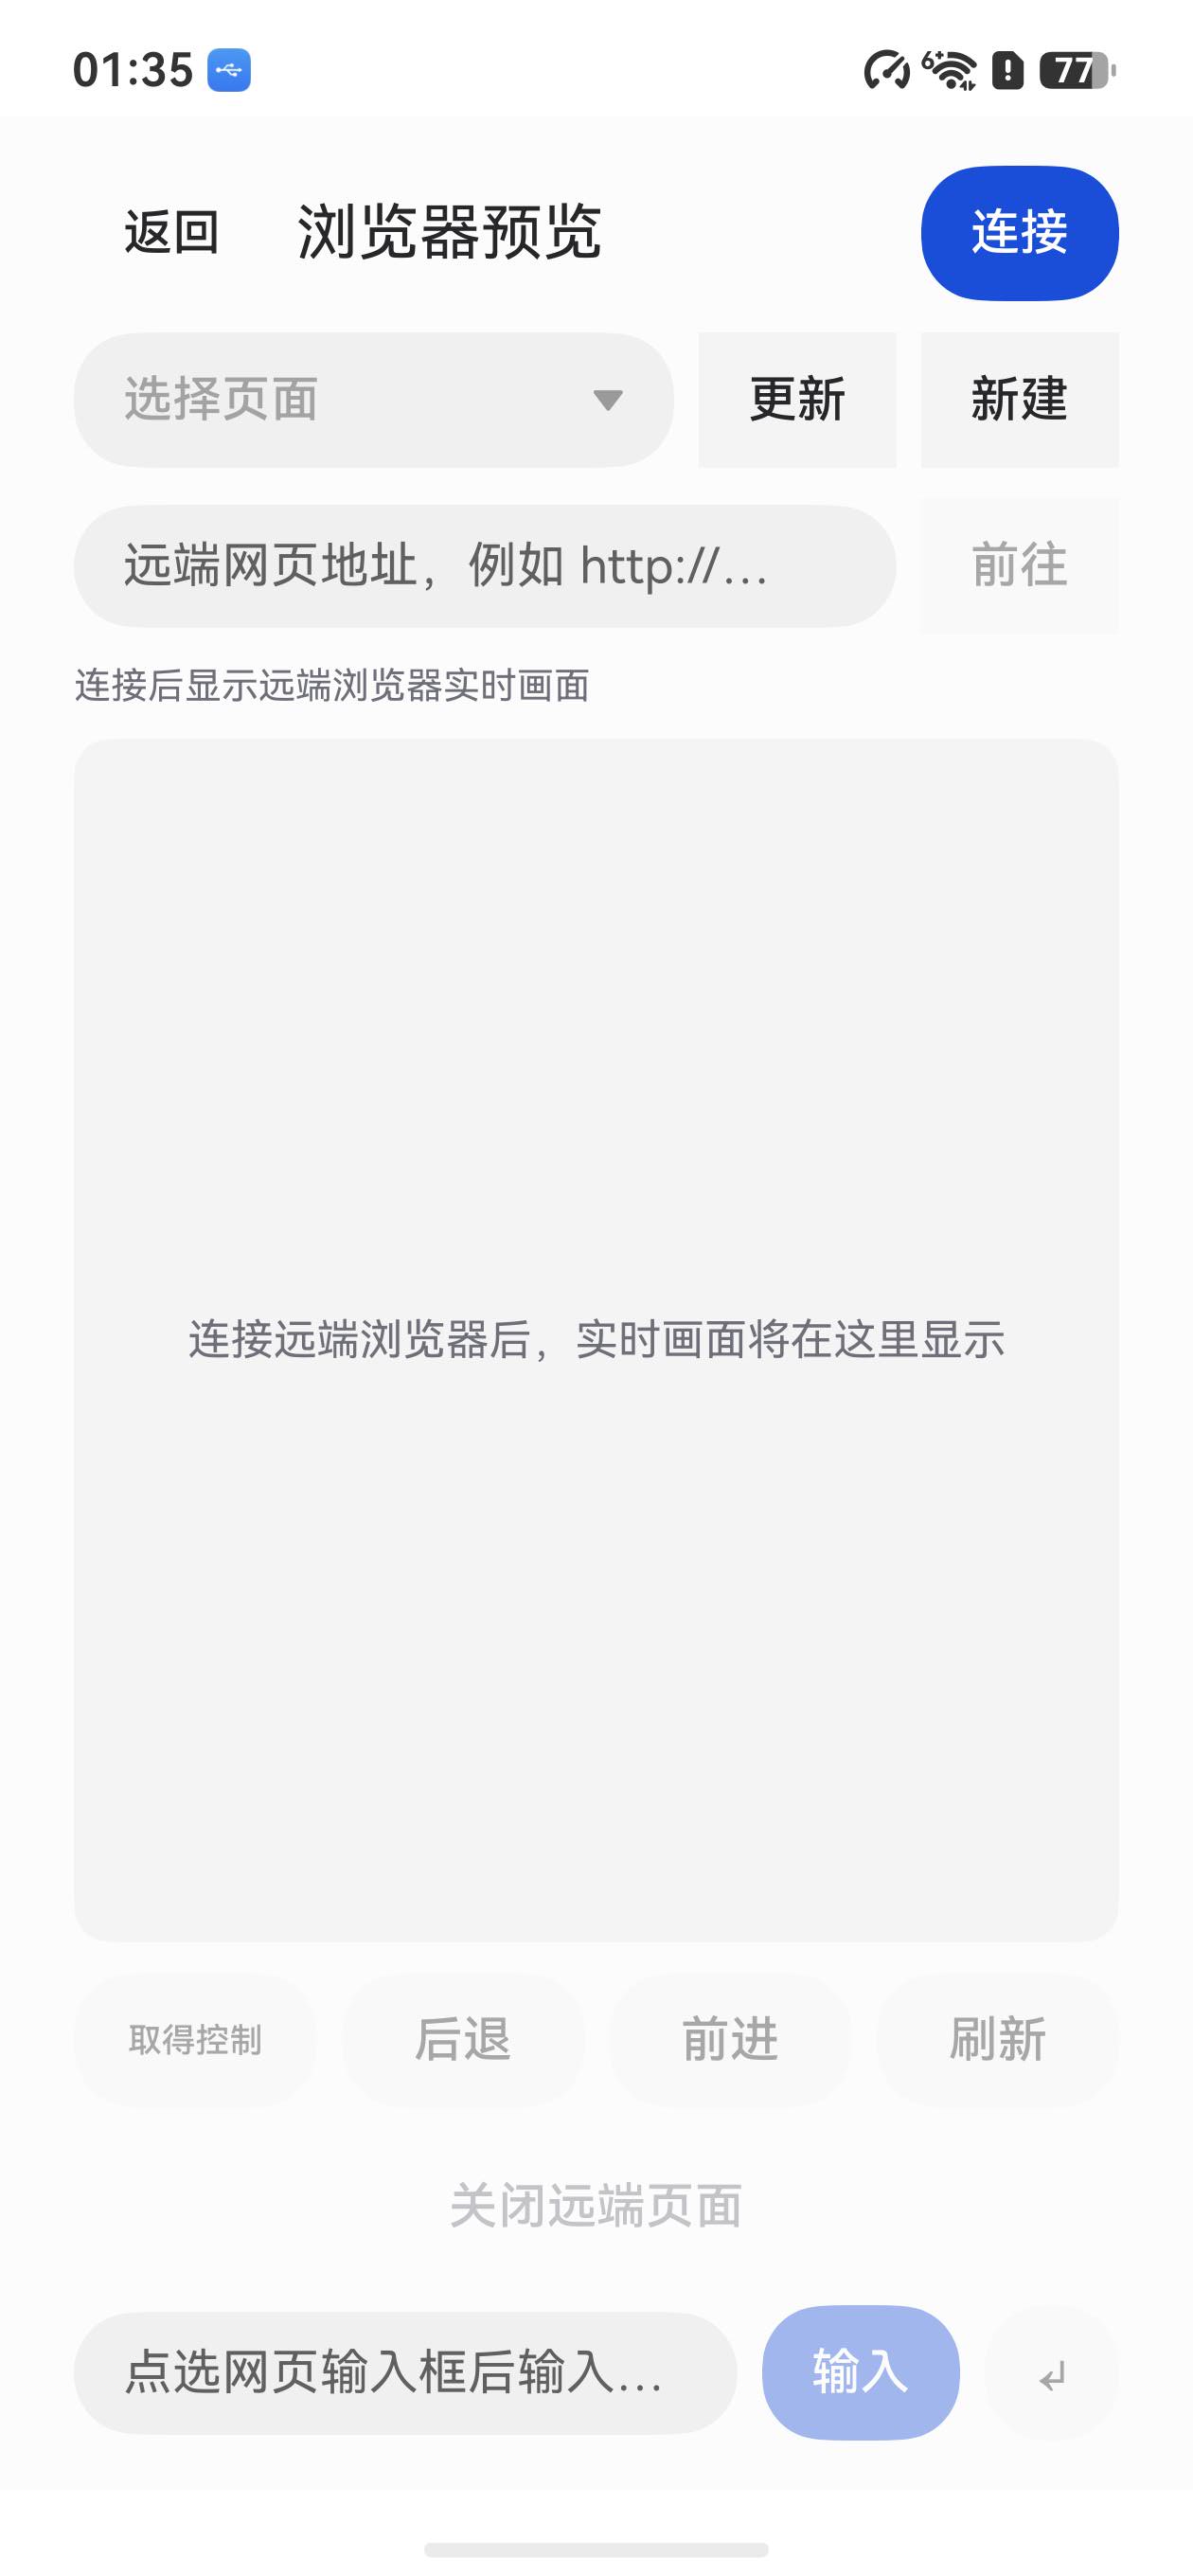 01:35
6+
77
返回 浏览器预览 连接
选择页面 更新 新建
远端网页地址，例如 http://… 前往
连接后显示远端浏览器实时画面
连接远端浏览器后，实时画面将在这里显示
取得控制 后退 前进 刷新
关闭远端页面
点选网页输入框后输入… 输入 ↵